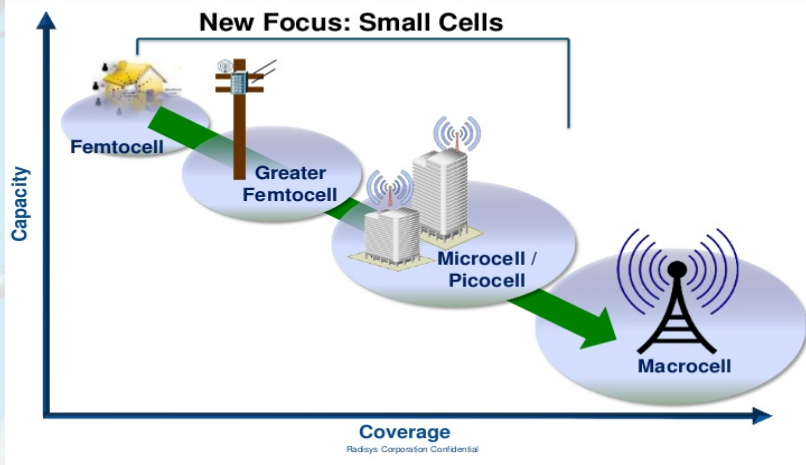 New Focus: Small Cells
Femtocell
Greater
Femtocell
Microcell /
Picocell
Macrocell
Capacity
Coverage
Radisys Corporation Confidential